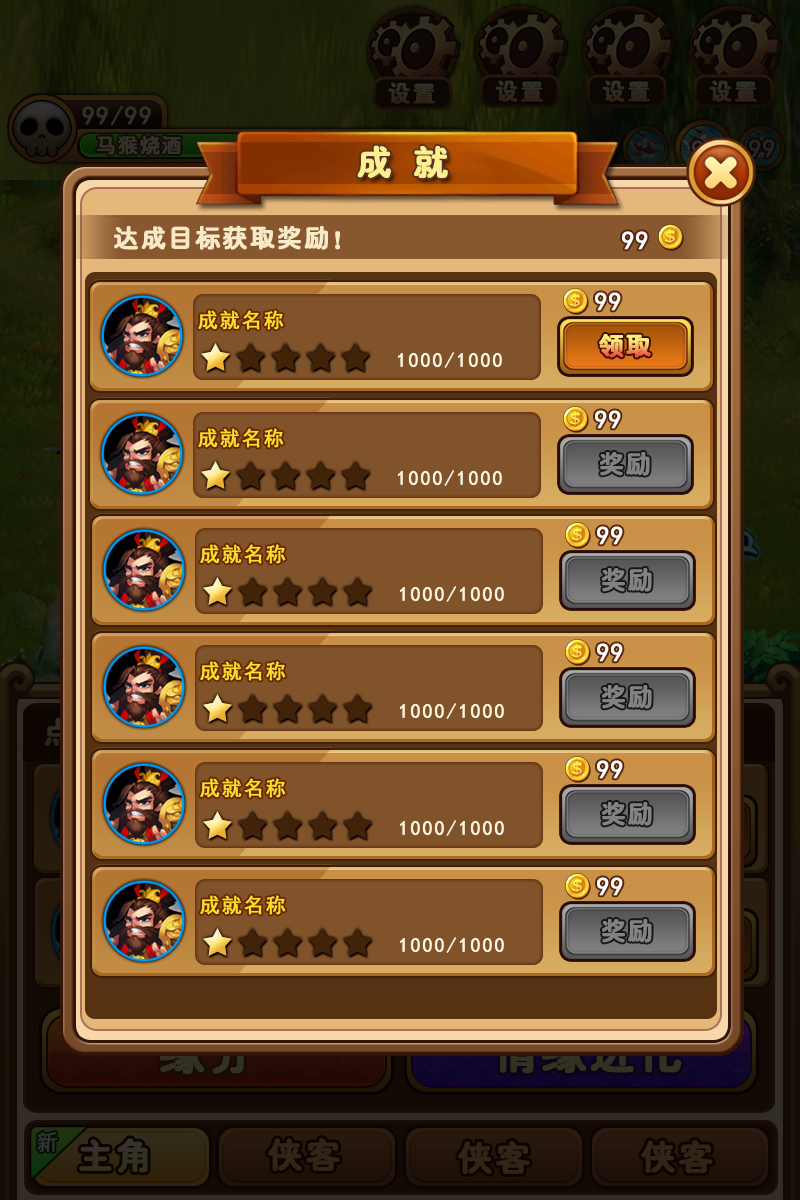 设置 设置 设置 设置
99/99
马猴烧酒
99
成就
达成目标获取奖励!
99
99
成就名称
领取
1000/1000
99
成就名称
奖励
1000/1000
99
成就名称
奖励
1000/1000
99
成就名称
奖励
1000/1000
99
成就名称
奖励
1000/1000
99
成就名称
奖励
1000/1000
情缘进化
新
主角 侠客 侠客 侠客